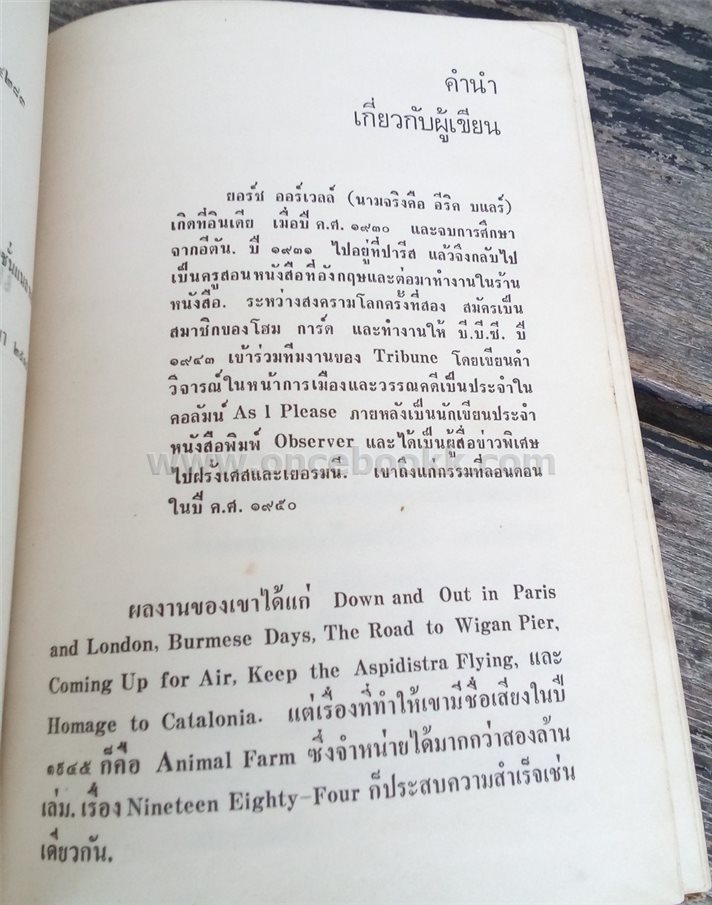 คำนำ
เกี่ยวกับผู้เขียน
ยอร์ช ออร์เวลล์ (นามจริงคือ อีริค บแลร์)
เกิดที่อินเดีย เมื่อปี ค.ศ. ๑๙๓๐ และจบการศึกษา
จากอีตัน. ปี ๑๙๓๑ ไปอยู่ที่ปารีส แล้วจึงกลับไป
เป็นครูสอนหนังสือที่อังกฤษและต่อมาทำงานในร้าน
หนังสือ. ระหว่างสงครามโลกครั้งที่สอง สมัครเป็น
สมาชิกของโฮม การ์ด และทำงานให้ บี.บี.ซี. ปี
๑๙๔๓ เข้าร่วมทีมงานของ Tribune โดยเขียนคำ
วิจารณ์ในหน้าการเมืองและวรรณคดีเป็นประจำใน
คอลัมน์ As I Please ภายหลังเป็นนักเขียนประจำ
หนังสือพิมพ์ Observer และได้เป็นผู้สื่อข่าวพิเศษ
www.oncebookk.com
ไปฝรั่งเศสและเยอรมนี. เขาถึงแก่กรรมที่ลอนดอน
ในปี ค.ศ. ๑๙๕๐
ผลงานของเขาได้แก่ Down and Out in Paris
and London, Burmese Days, The Road to Wigan Pier,
Coming Up for Air, Keep the Aspidistra Flying, และ
Homage to Catalonia. แต่เรื่องที่ทำให้เขามีชื่อเสียงในปี
๑๙๔๕ ก็คือ Animal Farm ซึ่งจำหน่ายได้มากกว่าสองล้าน
เล่ม. เรื่อง Nineteen Eighty-Four ก็ประสบความสำเร็จเช่น
เดียวกัน.